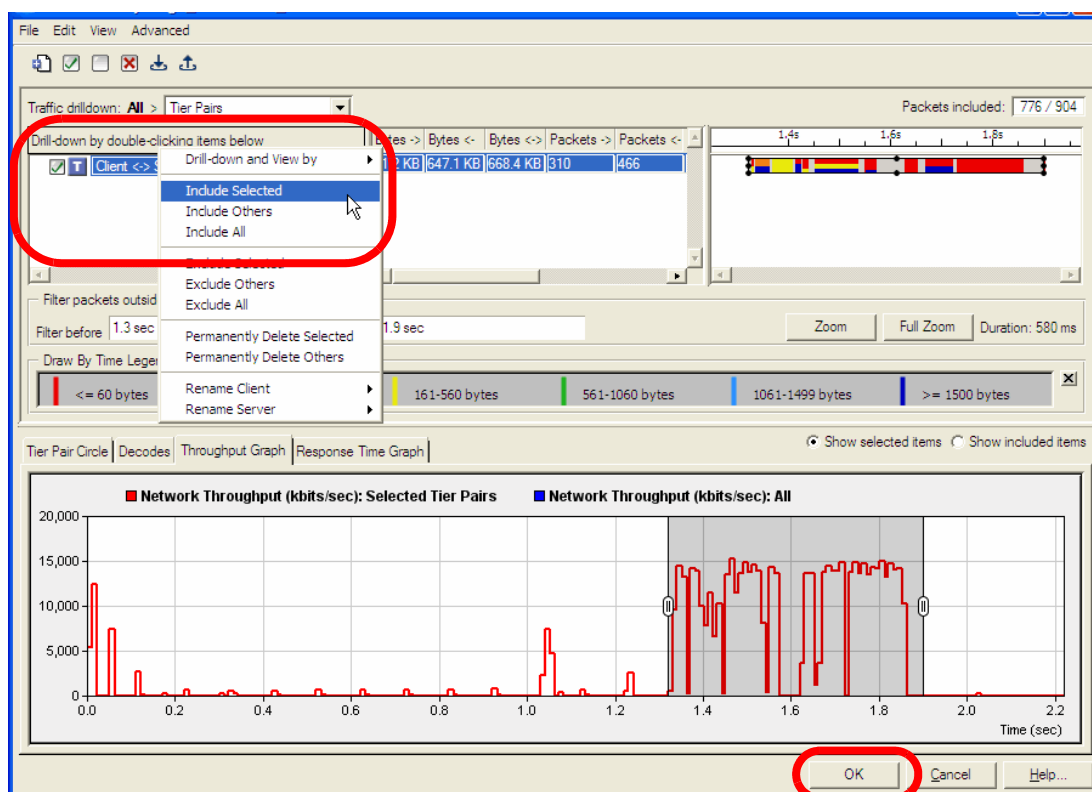 File Edit View Advanced
Traffic drilldown: All > Tier Pairs
Packets included: 776 / 904
Drill-down by double-clicking items below
Bytes -> Bytes <- Bytes <-> Packets -> Packets <-
1.4s 1.6s 1.8s
T Client <-> S
KB 647.1 KB 668.4 KB 310 466
Drill-down and View by
Include Selected
Include Others
Include All
Exclude Selected
Exclude Others
Exclude All
Permanently Delete Selected
Permanently Delete Others
Rename Client
Rename Server
Filter packets outsid
Filter before 1.3 sec
1.9 sec
Zoom Full Zoom Duration: 580 ms
Draw By Time Lege
<= 60 bytes 161-560 bytes 561-1060 bytes 1061-1499 bytes >= 1500 bytes
Tier Pair Circle Decodes Throughput Graph Response Time Graph
Show selected items Show included items
Network Throughput (kbits/sec): Selected Tier Pairs Network Throughput (kbits/sec): All
20,000
15,000
10,000
5,000
0
0.0 0.2 0.4 0.6 0.8 1.0 1.2 1.4 1.6 1.8 2.0 2.2
Time (sec)
OK Cancel Help...